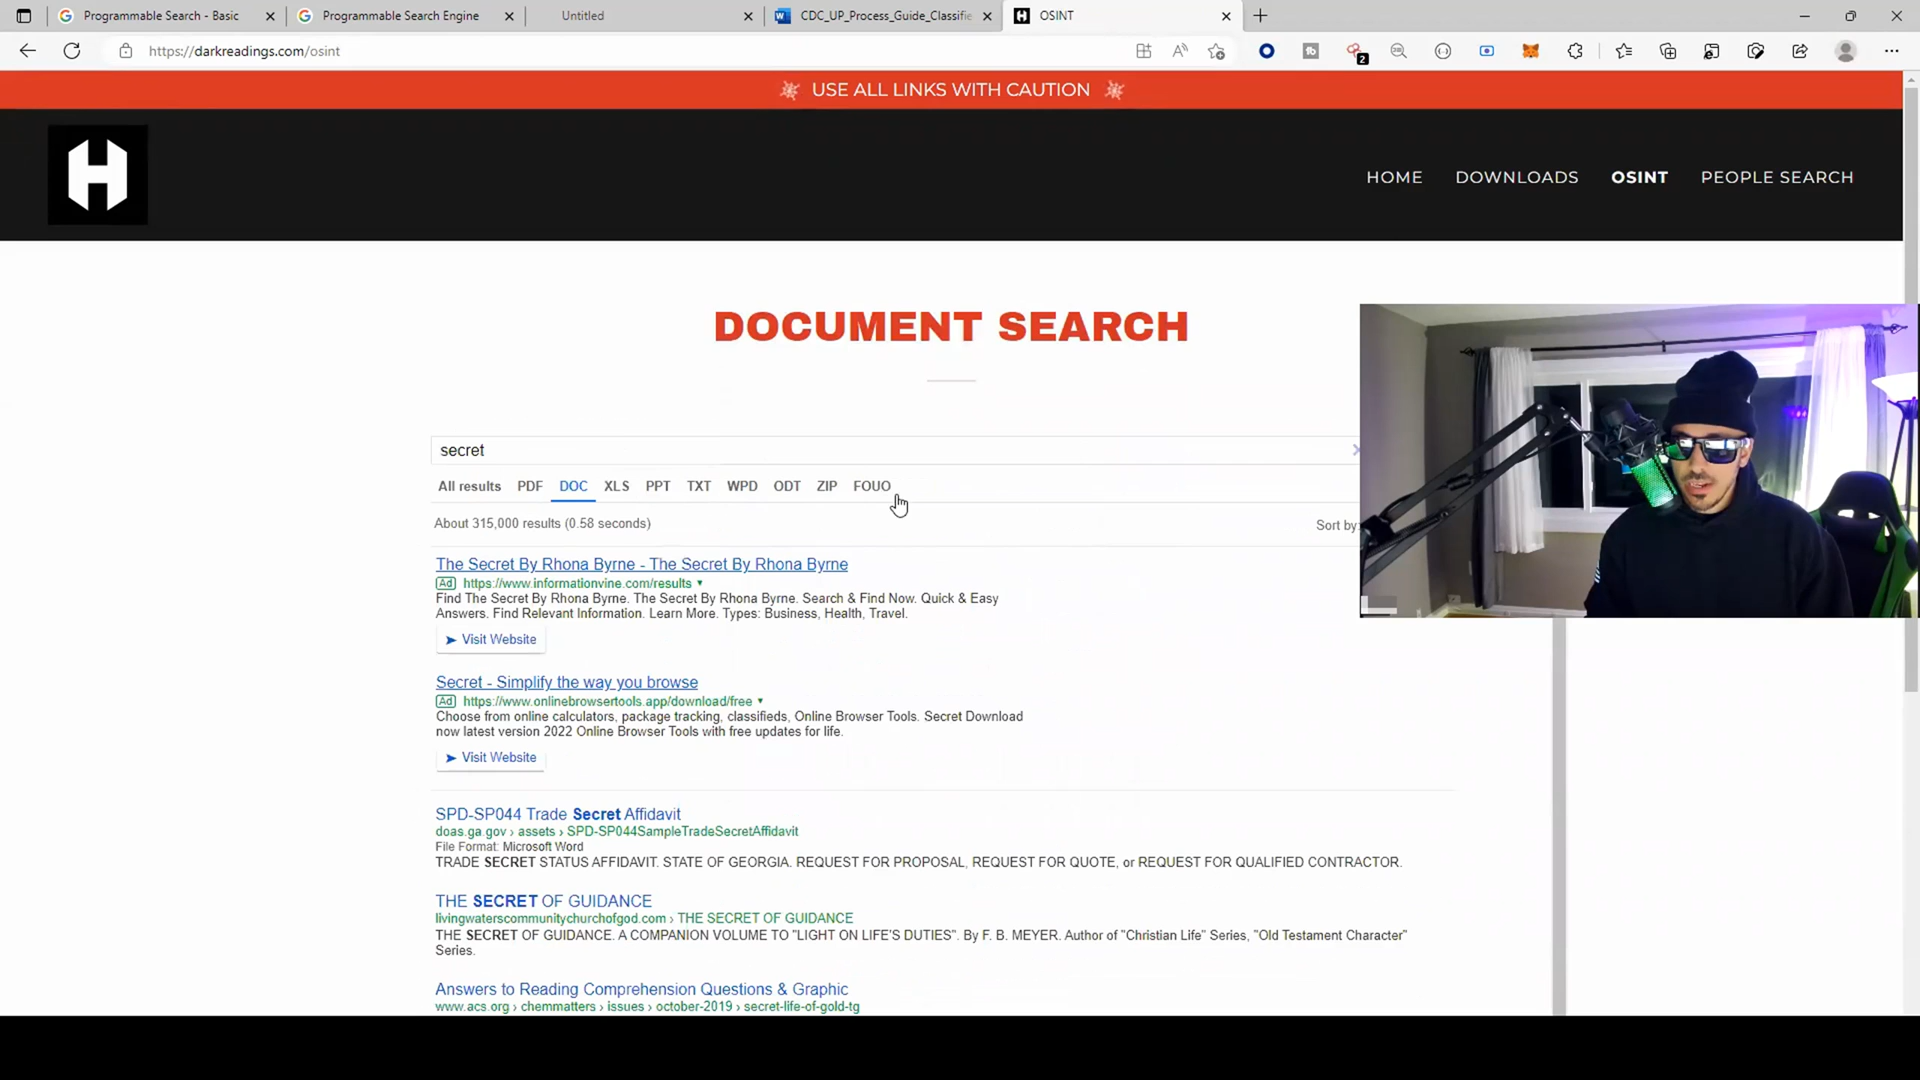 Programmable Search - Basic
Programmable Search Engine
Untitled
CDC_UP_Process_Guide_Classifie
OSINT
https://darkreadings.com/osint
2
USE ALL LINKS WITH CAUTION
H
HOME
DOWNLOADS
OSINT
PEOPLE SEARCH
DOCUMENT SEARCH
secret
All results
PDF
DOC
XLS
PPT
TXT
WPD
ODT
ZIP
FOUO
About 315,000 results (0.58 seconds)
Sort by:
The Secret By Rhona Byrne - The Secret By Rhona Byrne
Ad https://www.informationvine.com/results
Find The Secret By Rhona Byrne. The Secret By Rhona Byrne. Search & Find Now. Quick & Easy
Answers. Find Relevant Information. Learn More. Types: Business, Health, Travel.
Visit Website
Secret - Simplify the way you browse
Ad https://www.onlinebrowsertools.app/download/free
Choose from online calculators, package tracking, classifieds, Online Browser Tools. Secret Download
now latest version 2022 Online Browser Tools with free updates for life.
Visit Website
SPD-SP044 Trade Secret Affidavit
doas.ga.gov › assets › SPD-SP044SampleTradeSecretAffidavit
File Format: Microsoft Word
TRADE SECRET STATUS AFFIDAVIT. STATE OF GEORGIA. REQUEST FOR PROPOSAL, REQUEST FOR QUOTE, or REQUEST FOR QUALIFIED CONTRACTOR.
THE SECRET OF GUIDANCE
livingwaterscommunitychurchofgod.com › THE SECRET OF GUIDANCE
THE SECRET OF GUIDANCE. A COMPANION VOLUME TO "LIGHT ON LIFE'S DUTIES". By F. B. MEYER. Author of "Christian Life" Series, "Old Testament Character"
Series.
Answers to Reading Comprehension Questions & Graphic
www.acs.org › chemmatters › issues › october-2019 › secret-life-of-gold-tg